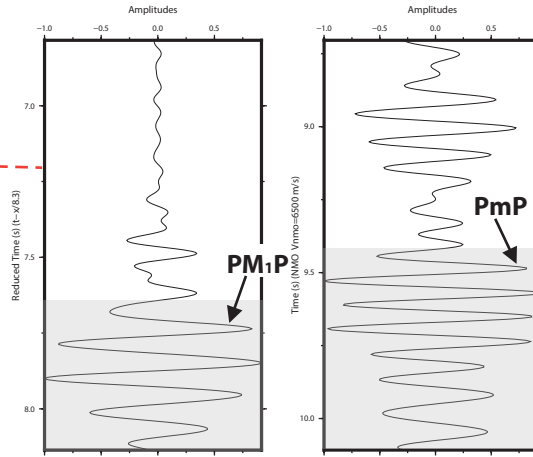 Amplitudes
−1.0 −0.5 0.0 0.5
7.0
7.5
8.0
Reduced Time (s) (t−x/8.3)
PM₁P
Amplitudes
−1.0 −0.5 0.0 0.5
9.0
9.5
10.0
Time (s) (NMO Vnmo=6500 m/s)
PmP